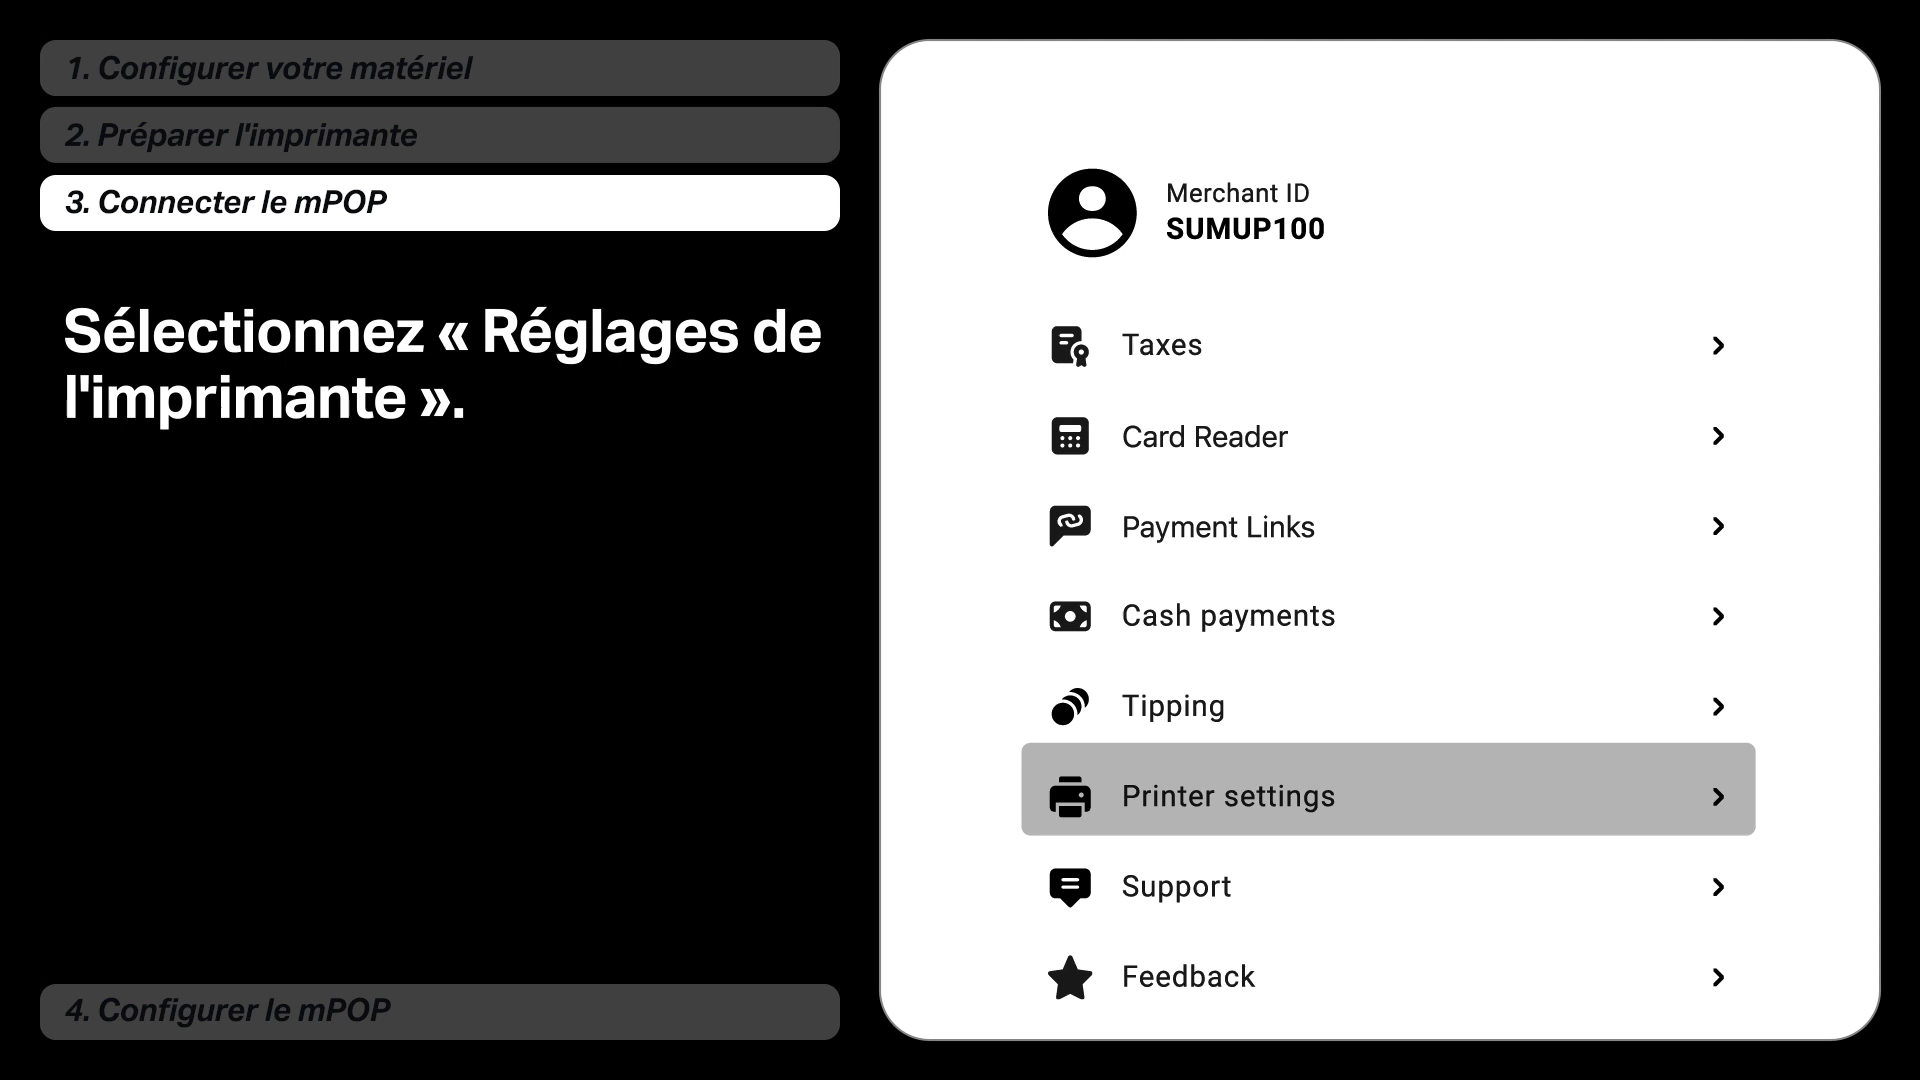 1. Configurer votre matériel
2. Préparer l'imprimante
3. Connecter le mPOP
Sélectionnez « Réglages de
l'imprimante ».
4. Configurer le mPOP
Merchant ID
SUMUP100
Taxes
Card Reader
Payment Links
Cash payments
Tipping
Printer settings
Support
Feedback